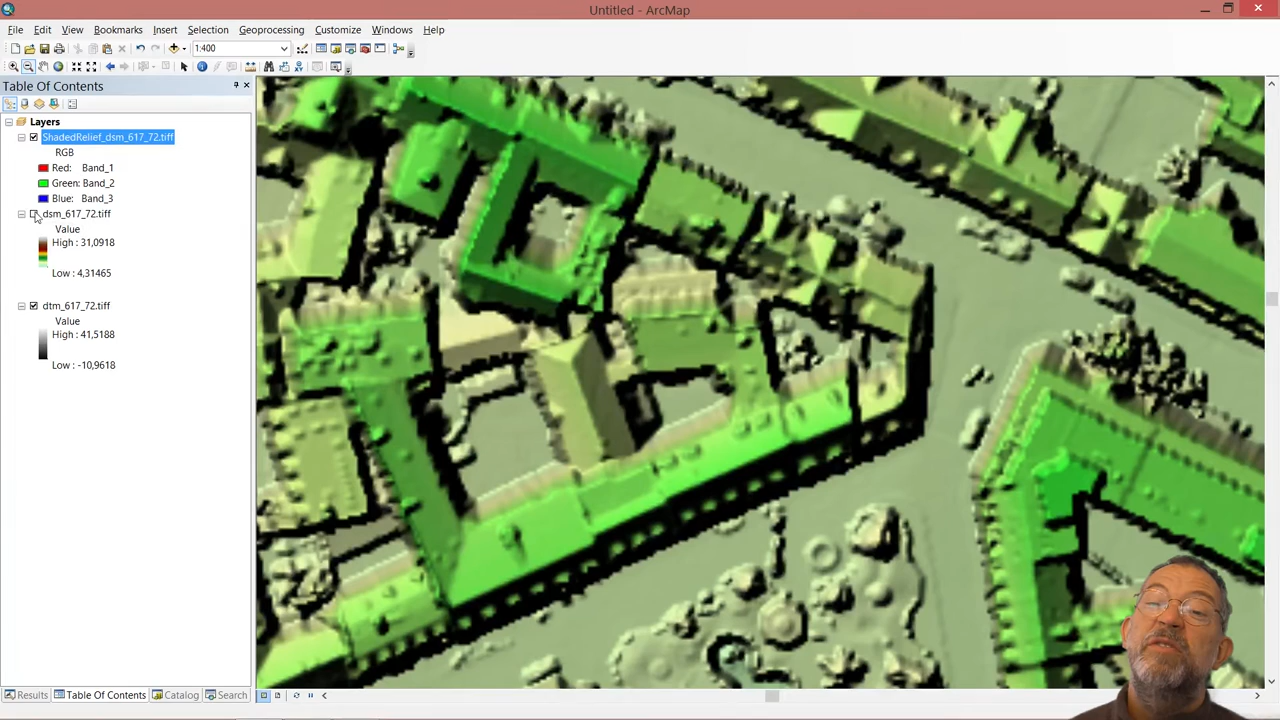 Untitled - ArcMap
File Edit View Bookmarks Insert Selection Geoprocessing Customize Windows Help
1:400
Table Of Contents
Layers
ShadedRelief_dsm_617_72.tiff
RGB
Red: Band_1
Green: Band_2
Blue: Band_3
dsm_617_72.tiff
Value
High : 31,0918
Low : 4,31465
dtm_617_72.tiff
Value
High : 41,5188
Low : -10,9618
Results Table Of Contents Catalog Search